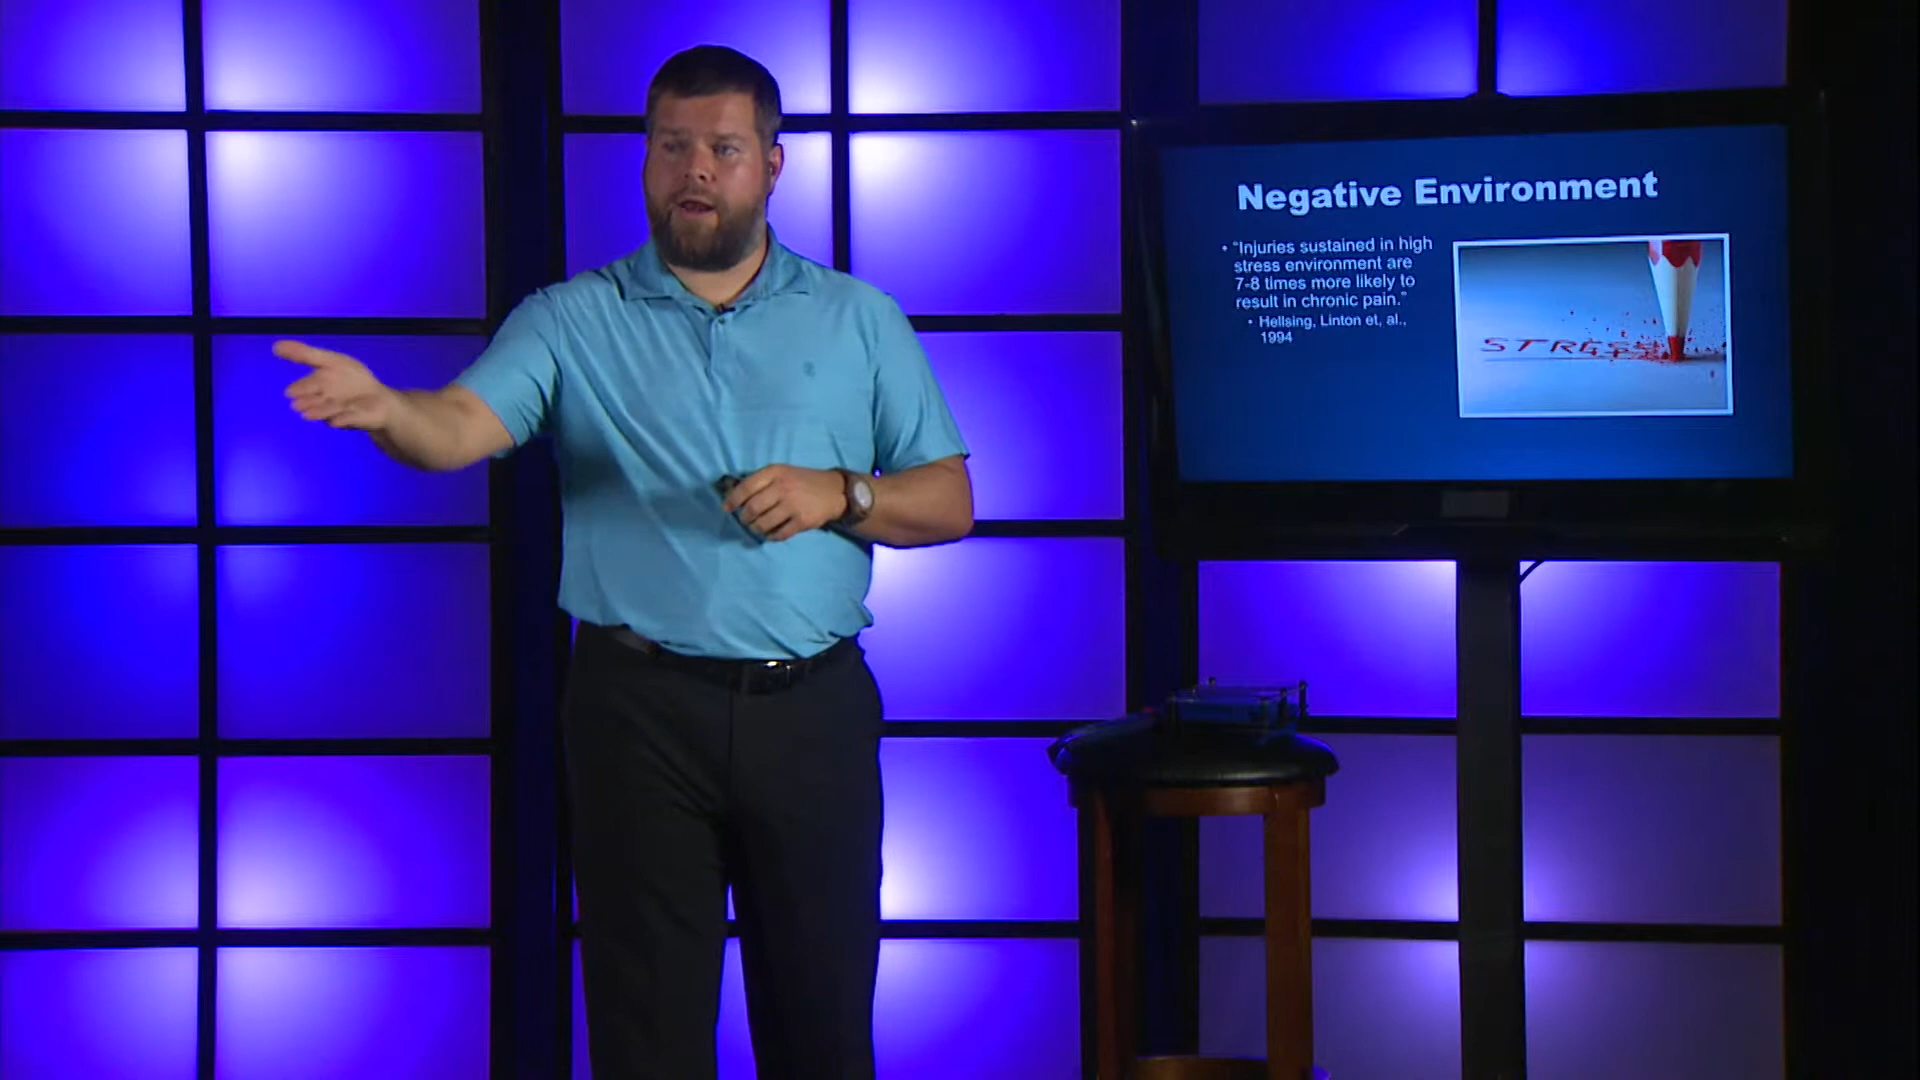 Negative Environment
• “Injuries sustained in high
stress environment are
7-8 times more likely to
result in chronic pain.”
• Hellsing, Linton et, al.,
1994
STRESS